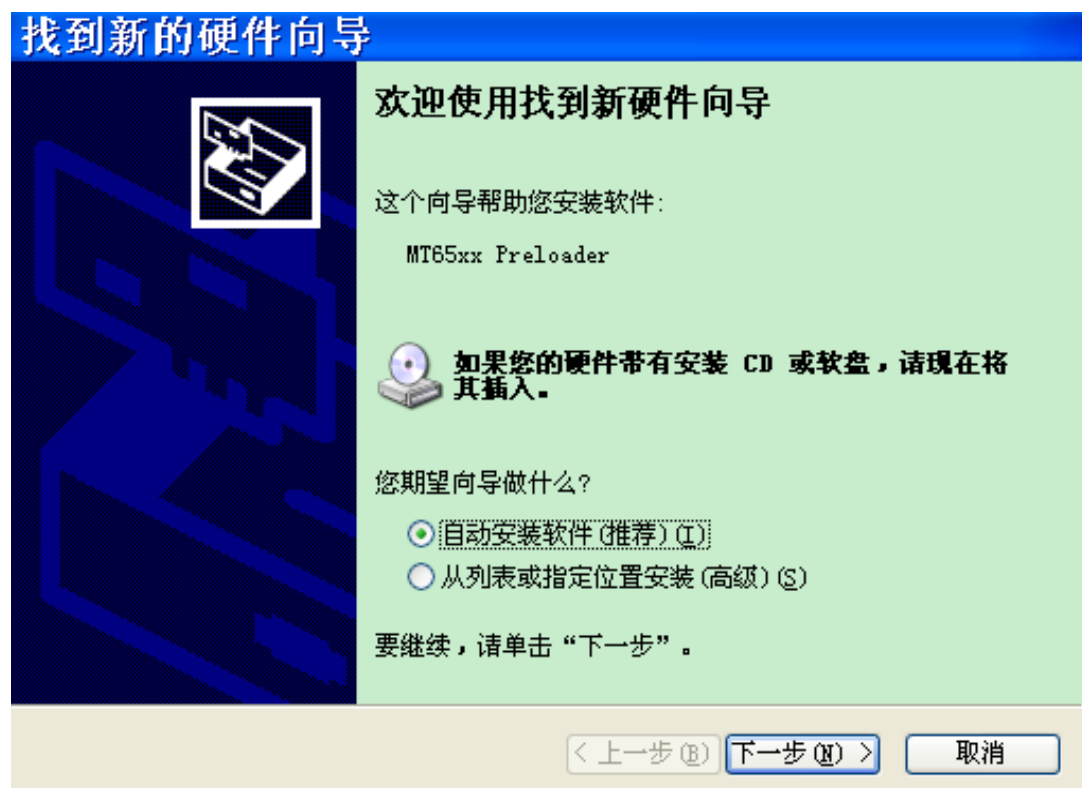 找到新的硬件向导
欢迎使用找到新硬件向导
这个向导帮助您安装软件:
MT65xx Preloader
如果您的硬件带有安装 CD 或软盘，请现在将
其插入。
您期望向导做什么?
自动安装软件(推荐)(I)
从列表或指定位置安装(高级)(S)
要继续，请单击“下一步”。
< 上一步(B) 下一步(N) > 取消